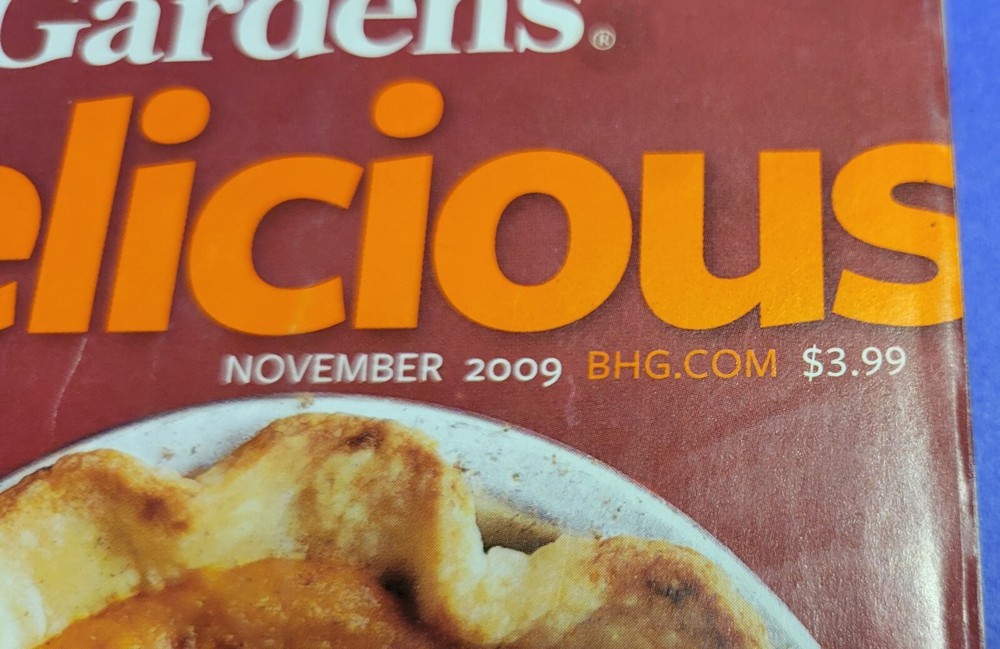 Gardens®
elicious
NOVEMBER 2009 BHG.COM $3.99